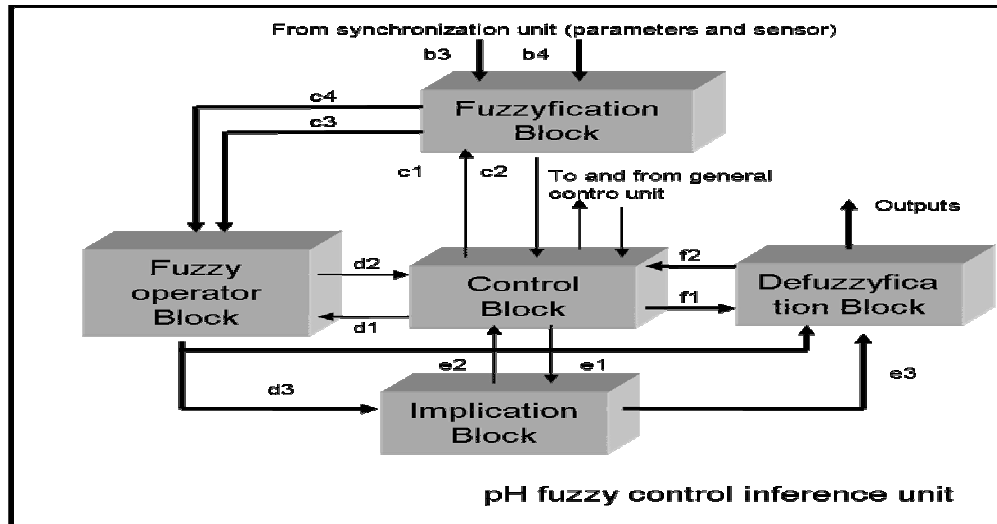 From synchronization unit (parameters and sensor)
b3
b4
c4
Fuzzyfication
Block
c3
c1
c2
To and from general
contro unit
Outputs
Fuzzy
operator
Block
d2
Control
Block
f2
Defuzzyfica
tion Block
d1
f1
e2
e1
e3
d3
Implication
Block
pH fuzzy control inference unit